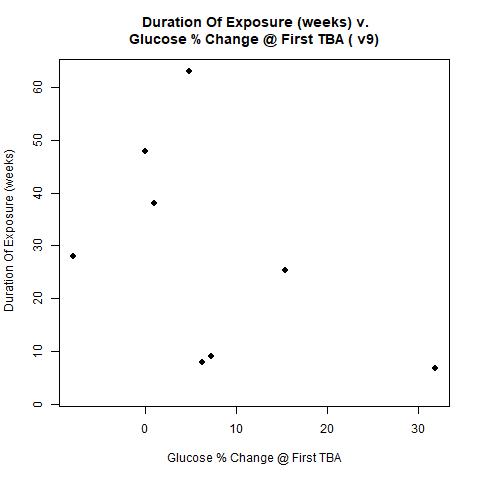 Duration Of Exposure (weeks) v.
Glucose % Change @ First TBA ( v9)
Duration Of Exposure (weeks)
60
50
40
30
20
10
0
0 10 20 30
Glucose % Change @ First TBA